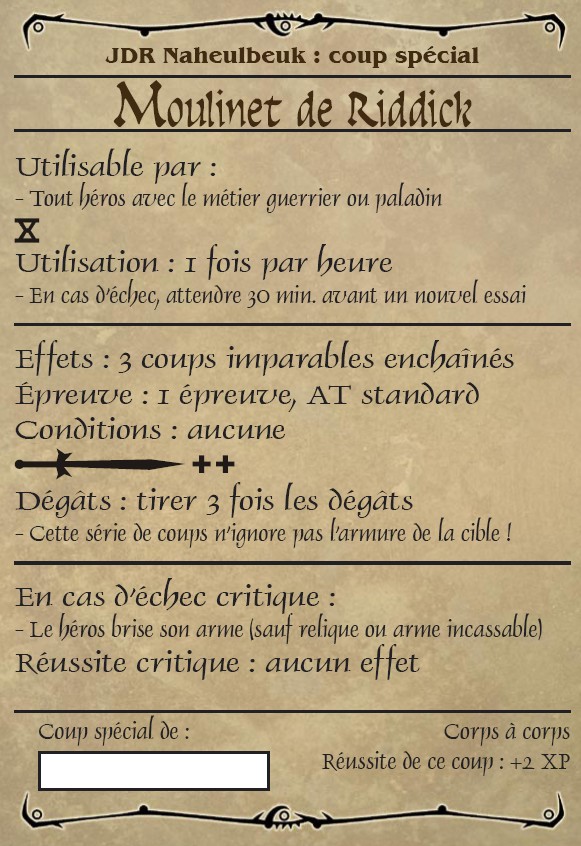 JDR Naheulbeuk : coup spécial
Moulinet de Riddick
Utilisable par :
- Tout héros avec le métier guerrier ou paladin
Utilisation : 1 fois par heure
- En cas d'échec, attendre 30 min. avant un nouvel essai
Effets : 3 coups imparables enchaînés
Épreuve : 1 épreuve, AT standard
Conditions : aucune
++
Dégâts : tirer 3 fois les dégâts
- Cette série de coups n'ignore pas l'armure de la cible !
En cas d'échec critique :
- Le héros brise son arme (sauf relique ou arme incassable)
Réussite critique : aucun effet
Coup spécial de :
Corps à corps
Réussite de ce coup : +2 XP